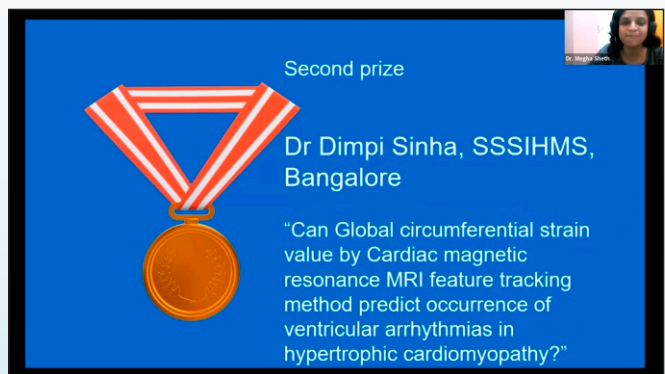 Second prize
Dr. Megha Sheth
Dr Dimpi Sinha, SSSIHMS,
Bangalore
“Can Global circumferential strain
value by Cardiac magnetic
resonance MRI feature tracking
method predict occurrence of
ventricular arrhythmias in
hypertrophic cardiomyopathy?”